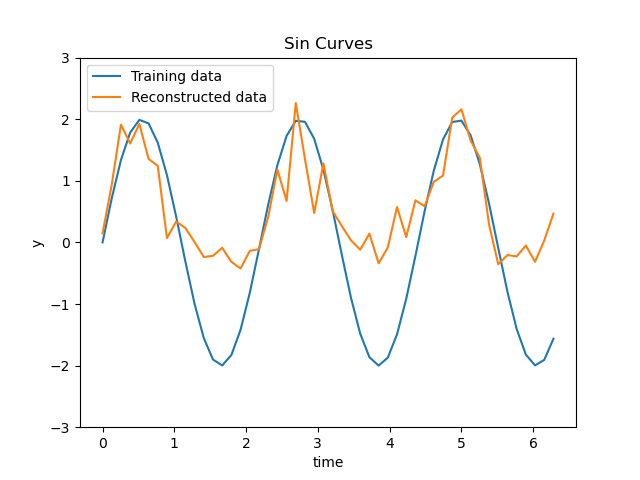 Sin Curves
Training data
Reconstructed data
y
3
2
1
0
−1
−2
−3
0 1 2 3 4 5 6
time